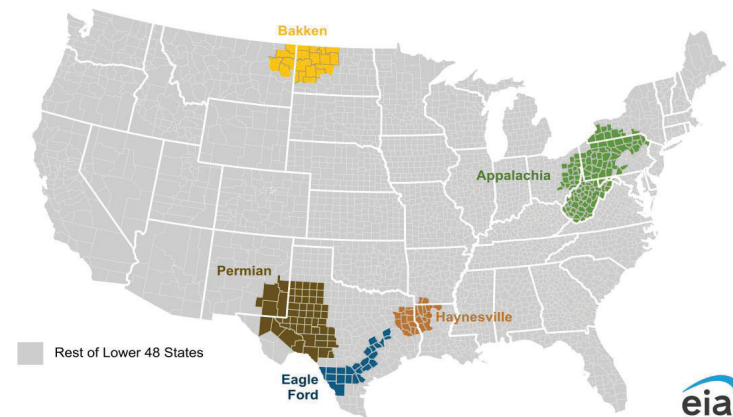 Bakken
Appalachia
Permian
Haynesville
Rest of Lower 48 States
Eagle
Ford
eia